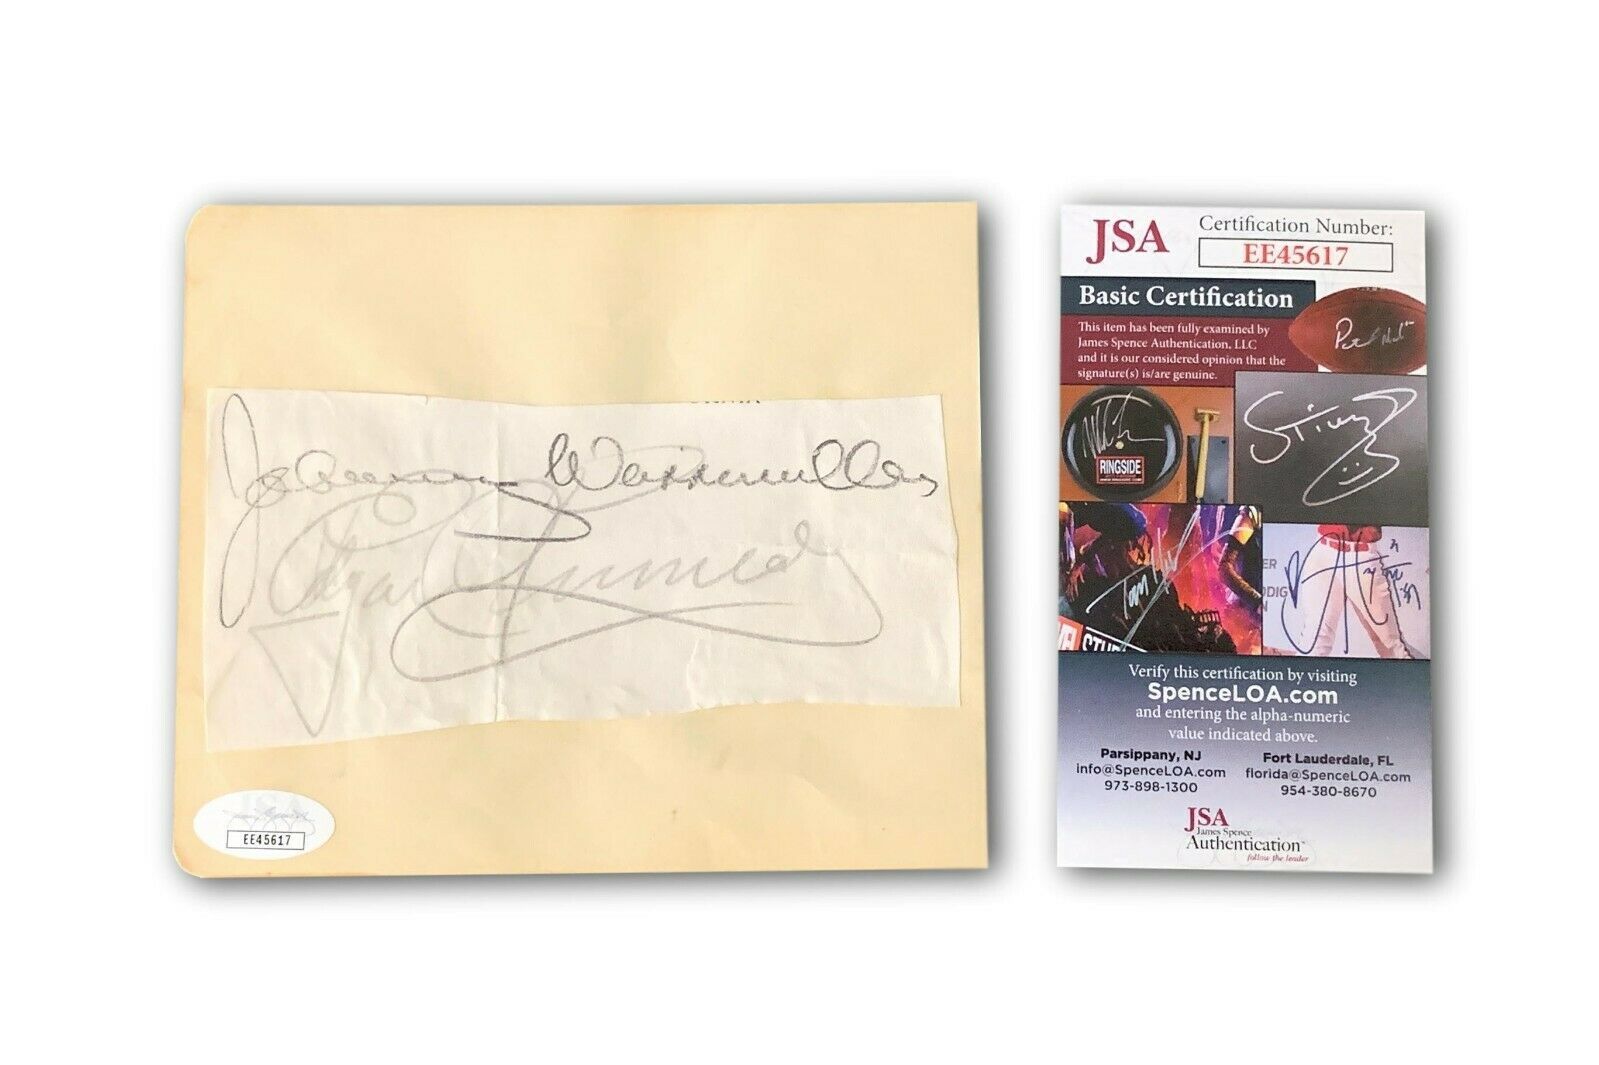 Johnny Weissmuller
Edgar Kennedy
EE45617
JSA
Certification Number:
EE45617
Basic Certification
This item has been fully examined by
James Spence Authentication, LLC
and it is our considered opinion that the
signature(s) is/are genuine.
RINGSIDE
Verify this certification by visiting
SpenceLOA.com
and entering the alpha-numeric
value indicated above.
Parsippany, NJ
info@SpenceLOA.com
973-898-1300
Fort Lauderdale, FL
florida@SpenceLOA.com
954-380-8670
JSA
James Spence
Authentication
follow the leader